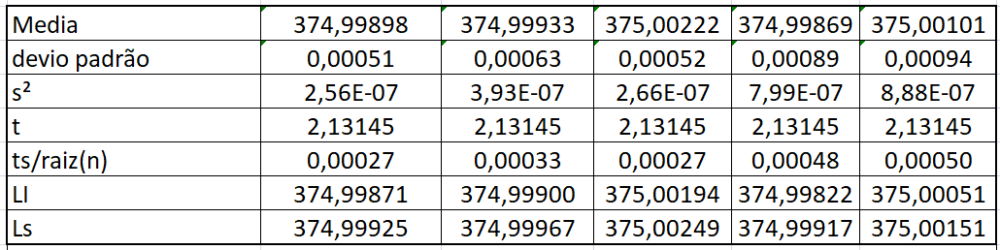 Media 374,99898 374,99933 375,00222 374,99869 375,00101
devio padrão 0,00051 0,00063 0,00052 0,00089 0,00094
s² 2,56E-07 3,93E-07 2,66E-07 7,99E-07 8,88E-07
t 2,13145 2,13145 2,13145 2,13145 2,13145
ts/raiz(n) 0,00027 0,00033 0,00027 0,00048 0,00050
LI 374,99871 374,99900 375,00194 374,99822 375,00051
Ls 374,99925 374,99967 375,00249 374,99917 375,00151